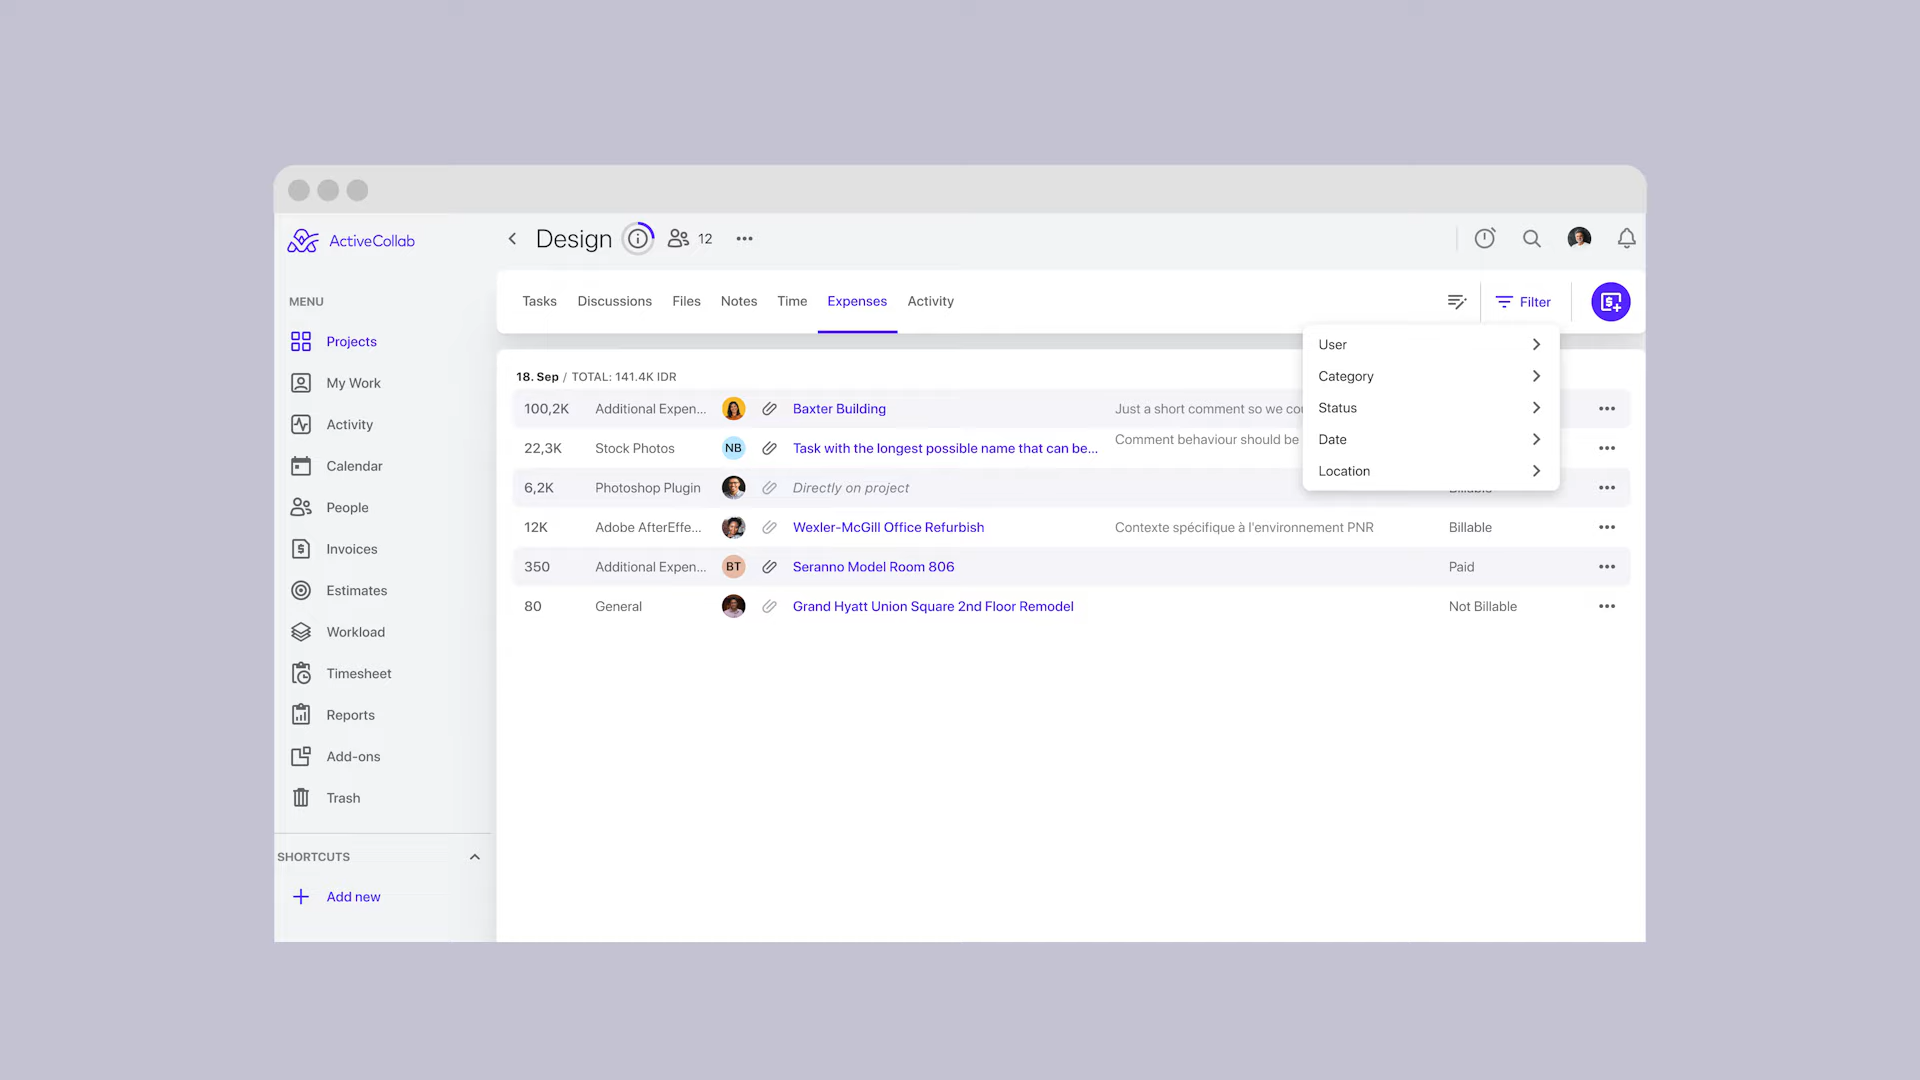 ActiveCollab
Design 12
MENU
Projects
My Work
Activity
Calendar
People
Invoices
Estimates
Workload
Timesheet
Reports
Add-ons
Trash
SHORTCUTS
Add new
Tasks Discussions Files Notes Time Expenses Activity Filter
User
Category
Status
Date
Location
18. Sep / TOTAL: 141.4K IDR
100,2K Additional Expen... Baxter Building Just a short comment so we
22,3K Stock Photos NB Task with the longest possible name that can be... Comment behaviour should be
6,2K Photoshop Plugin Directly on project
12K Adobe AfterEffe... Wexler-McGill Office Refurbish Contexte spécifique à l'environnement PNR Billable
350 Additional Expen... BT Seranno Model Room 806 Paid
80 General Grand Hyatt Union Square 2nd Floor Remodel Not Billable